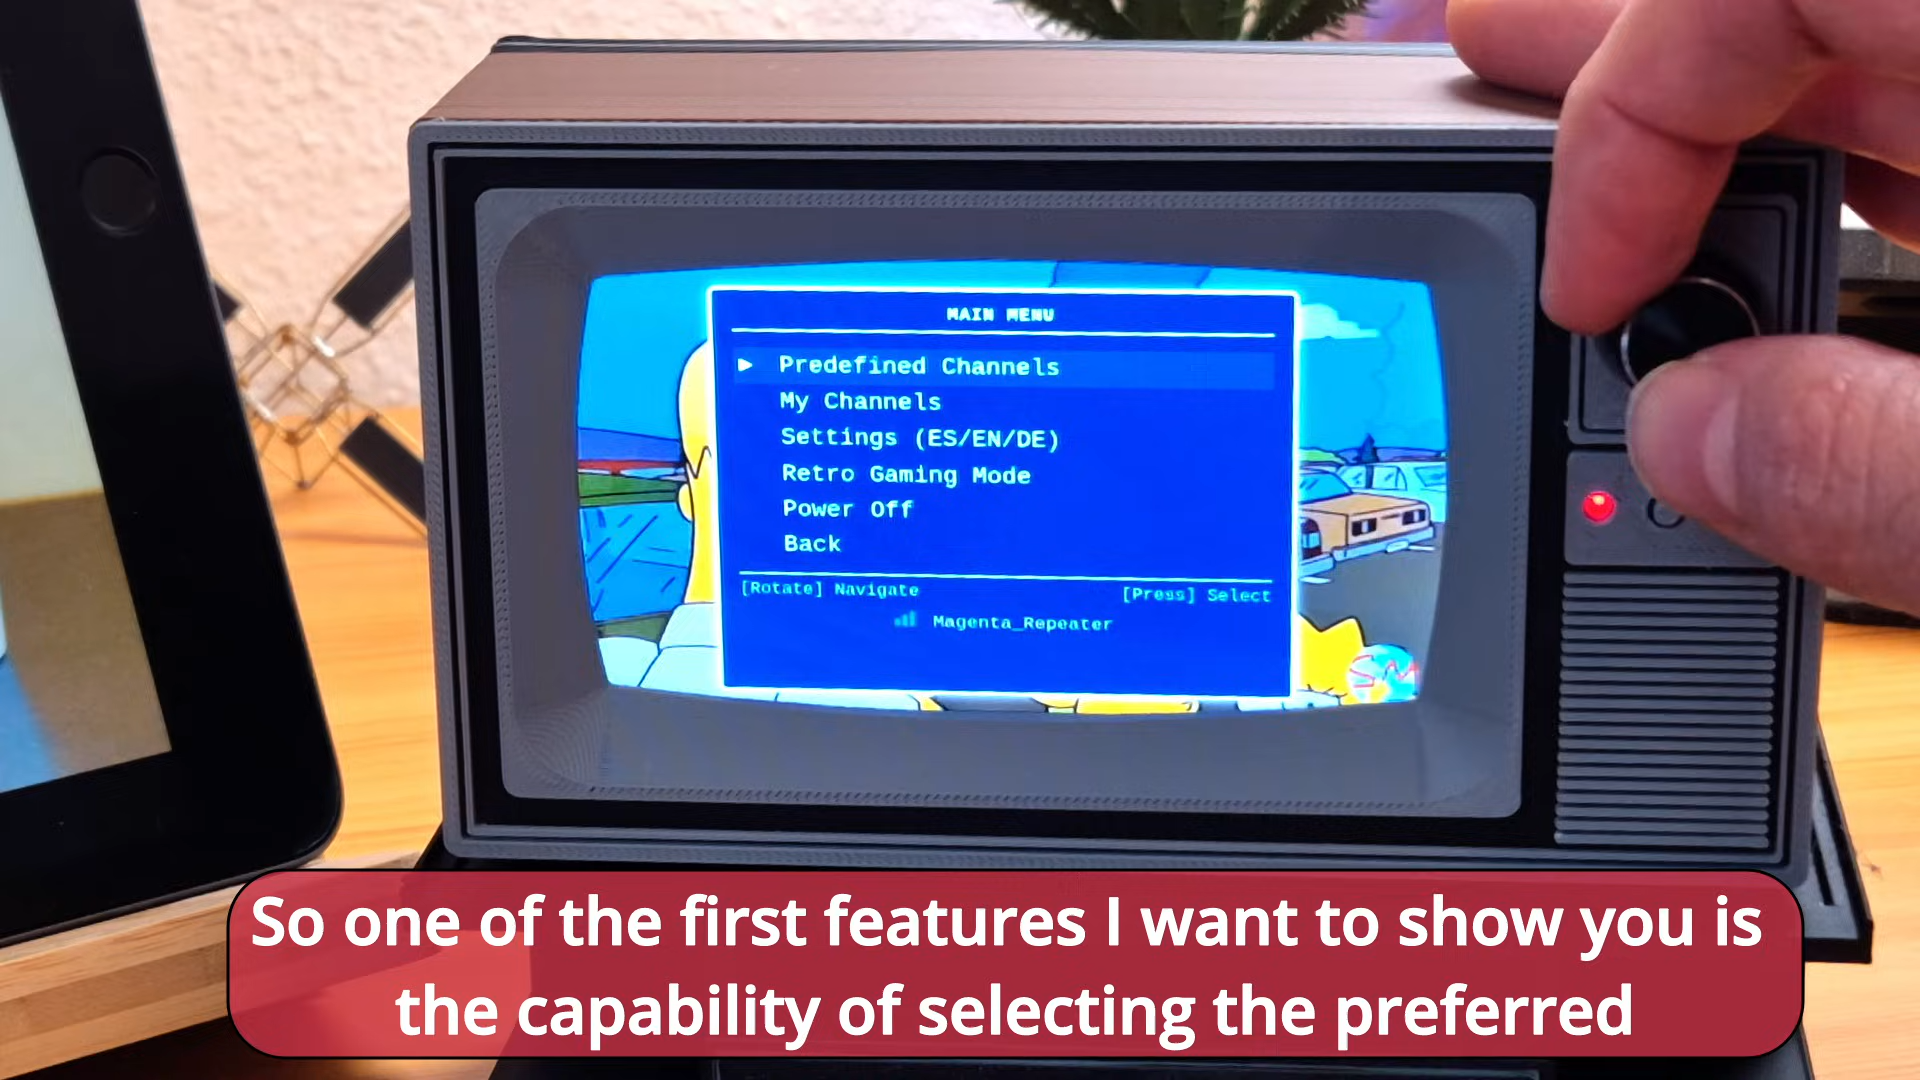 MAIN MENU
▶ Predefined Channels
My Channels
Settings (ES/EN/DE)
Retro Gaming Mode
Power Off
Back
[Rotate] Navigate [Press] Select
Magenta_Repeater
SM
So one of the first features I want to show you is
the capability of selecting the preferred